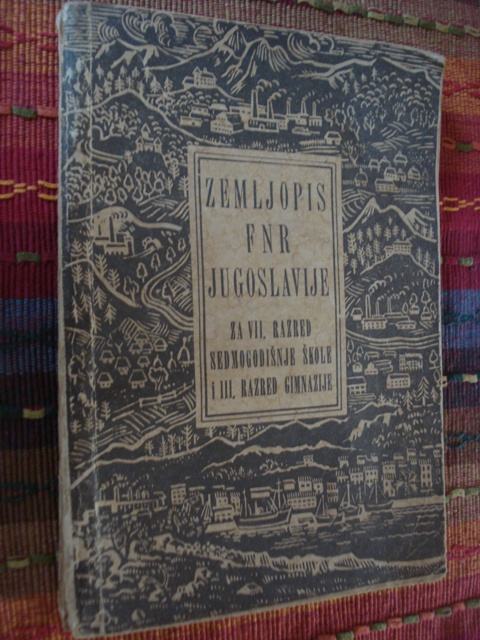 ZEMLJOPIS
FNR
JUGOSLAVIJE
ZA VII. RAZRED
SEDMOGODIŠNJE ŠKOLE
I III. RAZRED GIMNAZIJE